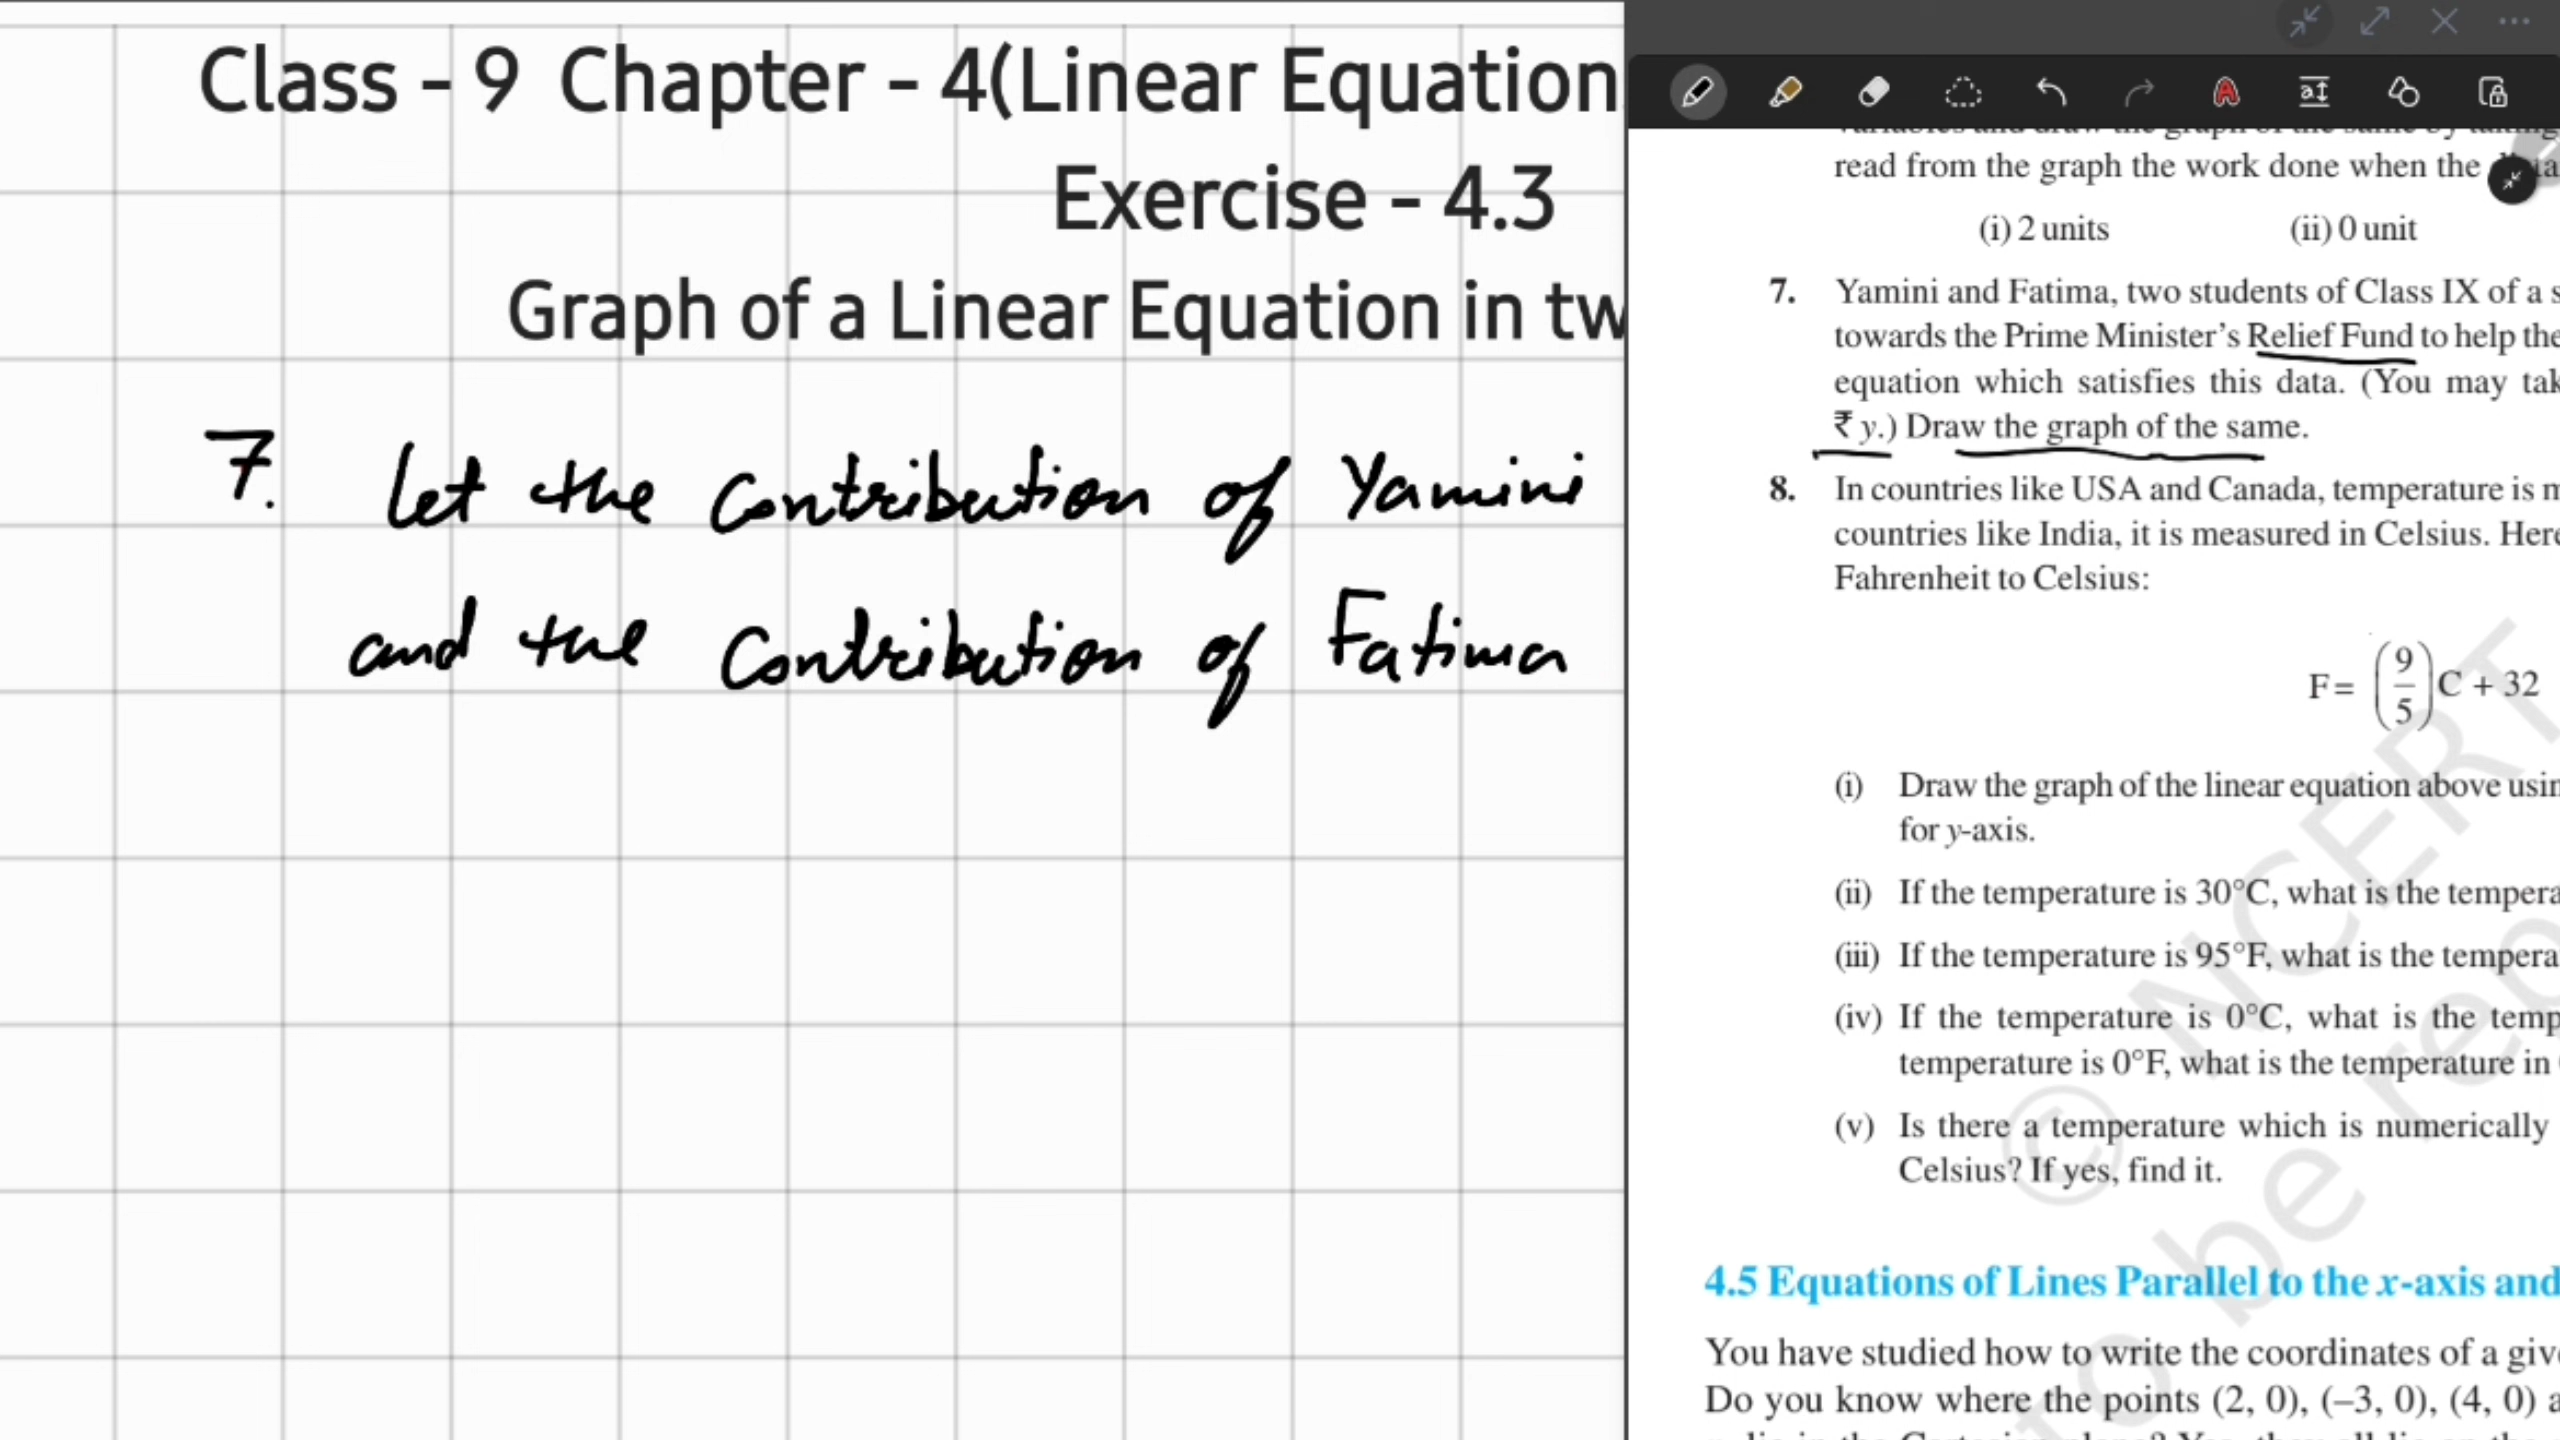 Class - 9 Chapter - 4(Linear Equation
Exercise - 4.3
Graph of a Linear Equation in tw
7. let the Contribution of Yamini
and the Contribution of Fatima
read from the graph the work done when the
(i) 2 units (ii) 0 unit
7. Yamini and Fatima, two students of Class IX of a s
towards the Prime Minister's Relief Fund to help the
equation which satisfies this data. (You may tak
₹ y.) Draw the graph of the same.
8. In countries like USA and Canada, temperature is m
countries like India, it is measured in Celsius. Here
Fahrenheit to Celsius:
F = (9/5) C + 32
(i) Draw the graph of the linear equation above usin
for y-axis.
(ii) If the temperature is 30°C, what is the tempera
(iii) If the temperature is 95°F, what is the tempera
(iv) If the temperature is 0°C, what is the temp
temperature is 0°F, what is the temperature in
(v) Is there a temperature which is numerically
Celsius? If yes, find it.
© NCERT
to be rep
4.5 Equations of Lines Parallel to the x-axis and
You have studied how to write the coordinates of a giv
Do you know where the points (2, 0), (–3, 0), (4, 0) a